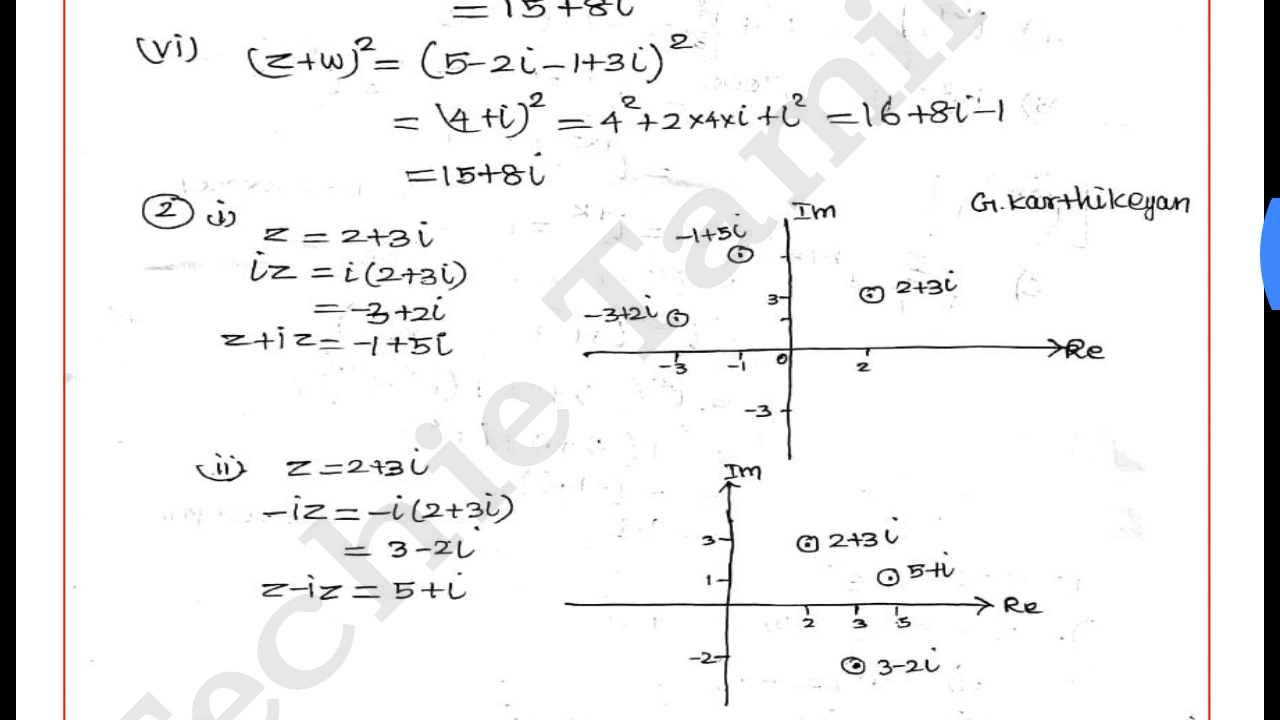 = 15 + 8i
(vi) (z+w)² = (5-2i-1+3i)²
= (4+i)² = 4²+2×4×i+i² = 16+8i-1
= 15+8i
G. Karthikeyan
② i)
z = 2+3i
iz = i(2+3i)
= -3+2i
z+iz = -1+5i
Im
-1+5i
3
2+3i
-3+2i
-3 -1 0 2 Re
-3
ii) z = 2+3i
-iz = -i(2+3i)
= 3-2i
z-iz = 5+i
Im
3 2+3i
1 5+i
2 3 5 Re
-2 3-2i
Techie Tamil